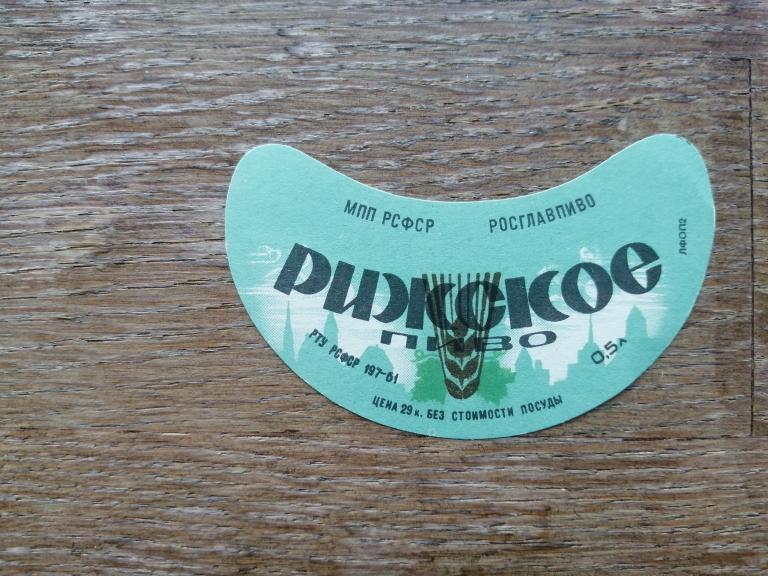 МПП РСФСР РОСГЛАВПИВО
РИЖСКОЕ
ПИВО
РТУ РСФСР 197-61
0,5л
ЦЕНА 29 к. БЕЗ СТОИМОСТИ ПОСУДЫ
ЛФОП2